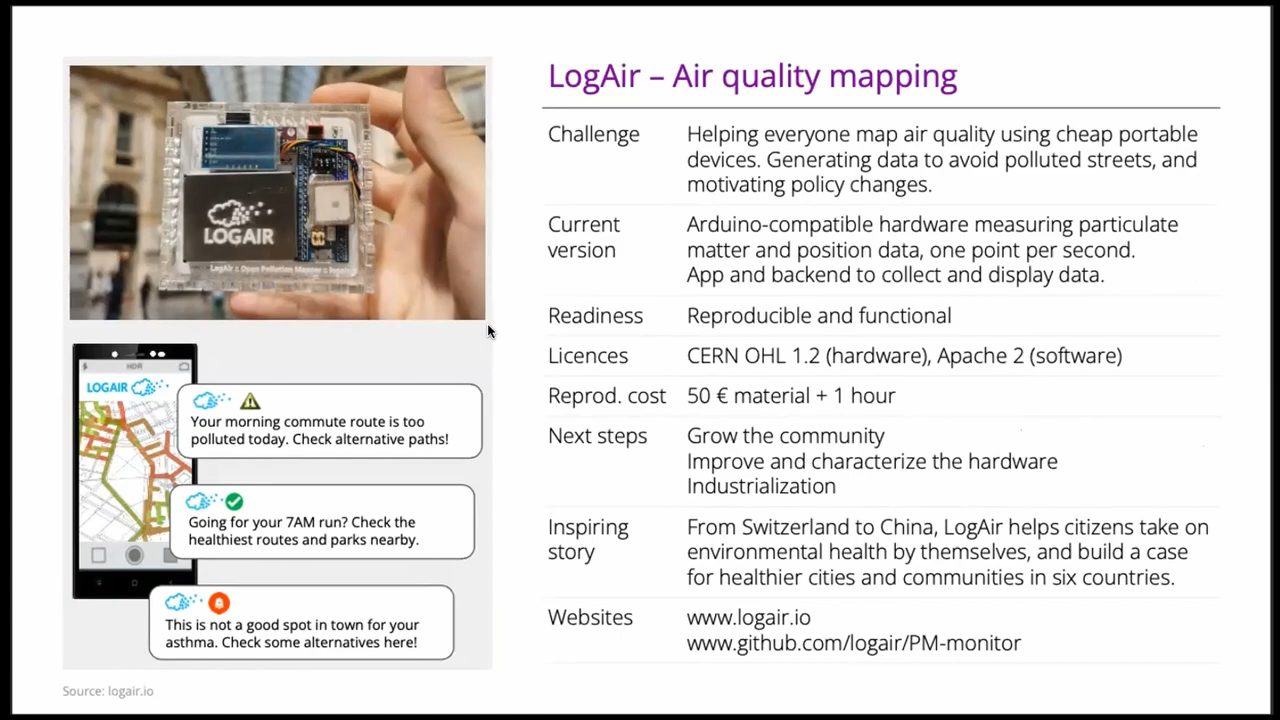 LOGAIR
LogAir :: Open Pollution Mapper ::
HDR
LOGAIR
Your morning commute route is too
polluted today. Check alternative paths!
Going for your 7AM run? Check the
healthiest routes and parks nearby.
This is not a good spot in town for your
asthma. Check some alternatives here!
Source: logair.io
LogAir – Air quality mapping
Challenge
Helping everyone map air quality using cheap portable
devices. Generating data to avoid polluted streets, and
motivating policy changes.
Current
version
Arduino-compatible hardware measuring particulate
matter and position data, one point per second.
App and backend to collect and display data.
Readiness
Reproducible and functional
Licences
CERN OHL 1.2 (hardware), Apache 2 (software)
Reprod. cost
50 € material + 1 hour
Next steps
Grow the community
Improve and characterize the hardware
Industrialization
Inspiring
story
From Switzerland to China, LogAir helps citizens take on
environmental health by themselves, and build a case
for healthier cities and communities in six countries.
Websites
www.logair.io
www.github.com/logair/PM-monitor